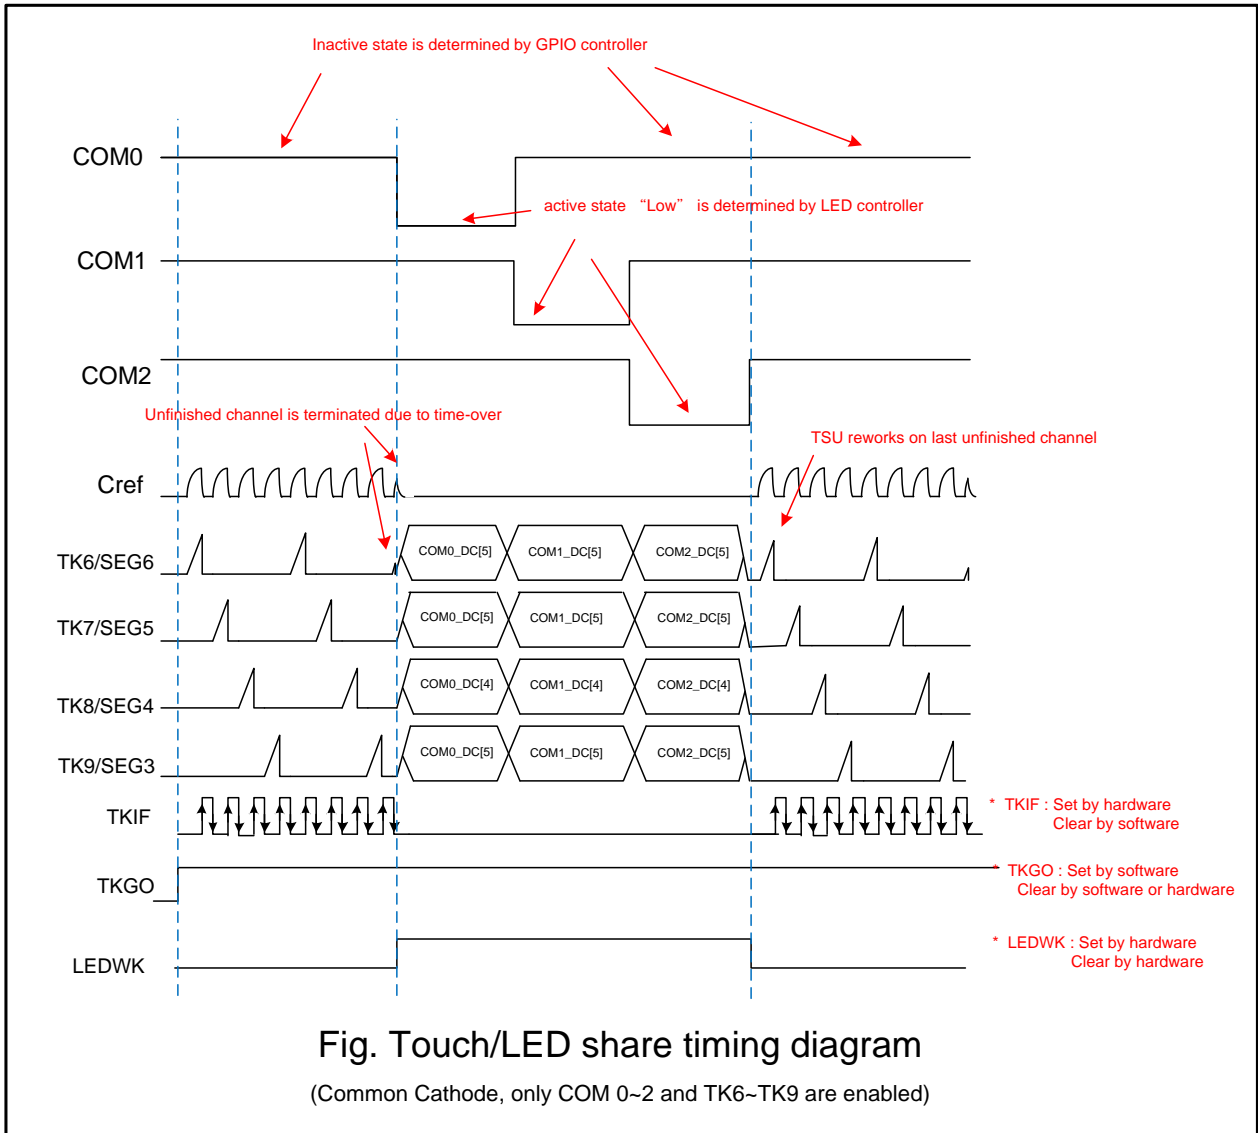 Inactive state is determined by GPIO controller
COM0
active state “Low” is determined by LED controller
COM1
COM2
Unfinished channel is terminated due to time-over
TSU reworks on last unfinished channel
Cref
TK6/SEG6
COM0_DC[5]
COM1_DC[5]
COM2_DC[5]
TK7/SEG5
COM0_DC[5]
COM1_DC[5]
COM2_DC[5]
TK8/SEG4
COM0_DC[4]
COM1_DC[4]
COM2_DC[4]
TK9/SEG3
COM0_DC[5]
COM1_DC[5]
COM2_DC[5]
TKIF
* TKIF : Set by hardware
Clear by software
TKGO
* TKGO : Set by software
Clear by software or hardware
LEDWK
* LEDWK : Set by hardware
Clear by hardware
Fig. Touch/LED share timing diagram
(Common Cathode, only COM 0~2 and TK6~TK9 are enabled)